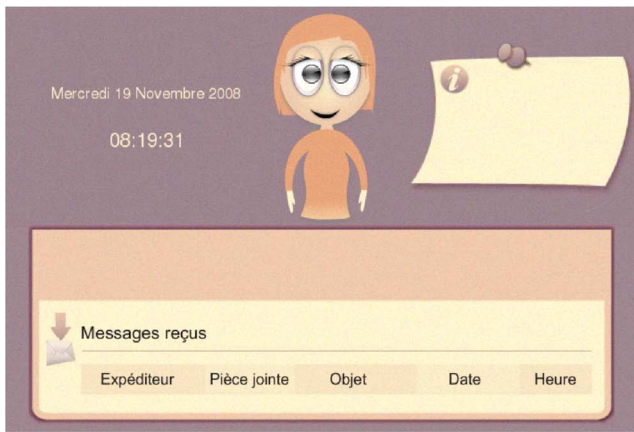 Mercredi 19 Novembre 2008
08:19:31
i
Messages reçus
Expéditeur Pièce jointe Objet Date Heure